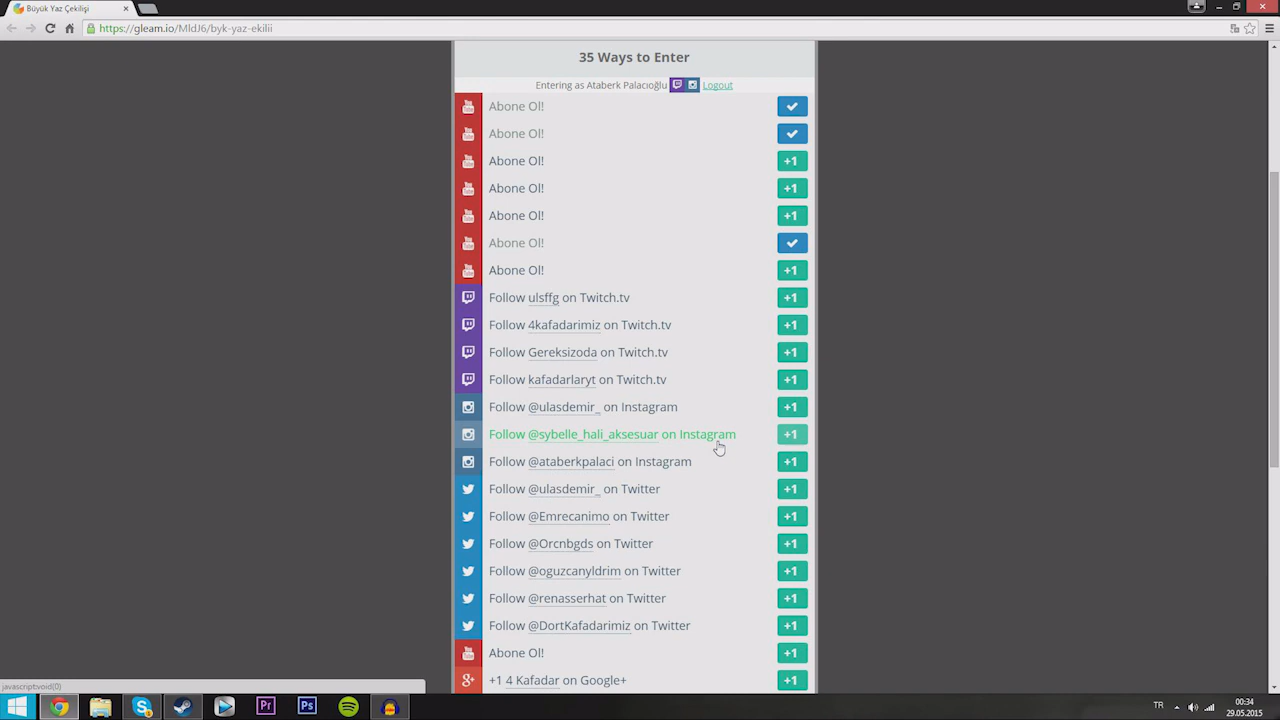 Büyük Yaz Çekilişi
https://gleam.io/MldJ6/byk-yaz-ekilii
35 Ways to Enter
Entering as Ataberk Palacıoğlu Logout
Abone Ol!
Abone Ol!
Abone Ol! +1
Abone Ol! +1
Abone Ol! +1
Abone Ol!
Abone Ol! +1
Follow ulsffg on Twitch.tv +1
Follow 4kafadarimiz on Twitch.tv +1
Follow Gereksizoda on Twitch.tv +1
Follow kafadarlaryt on Twitch.tv +1
Follow @ulasdemir_ on Instagram +1
Follow @sybelle_hali_aksesuar on Instagram +1
Follow @ataberkpalaci on Instagram +1
Follow @ulasdemir_ on Twitter +1
Follow @Emrecanimo on Twitter +1
Follow @Orcnbgds on Twitter +1
Follow @oguzcanyldrim on Twitter +1
Follow @renasserhat on Twitter +1
Follow @DortKafadarimiz on Twitter +1
Abone Ol! +1
+1 4 Kafadar on Google+ +1
javascript:void(0)
Pr Ps TR 00:34
29.05.2015